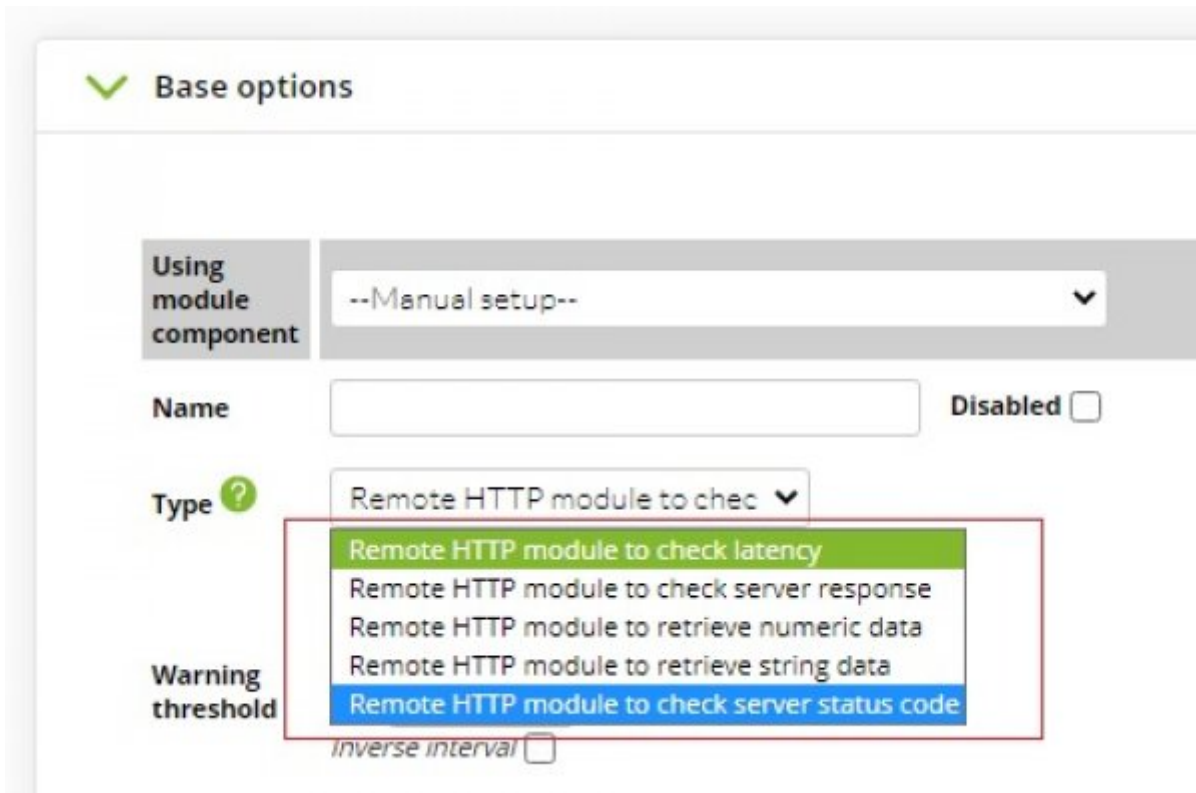 Base options
Using
module
component
--Manual setup--
Name
Disabled
Type ?
Remote HTTP module to chec
Remote HTTP module to check latency
Remote HTTP module to check server response
Remote HTTP module to retrieve numeric data
Remote HTTP module to retrieve string data
Remote HTTP module to check server status code
Warning
threshold
Inverse interval